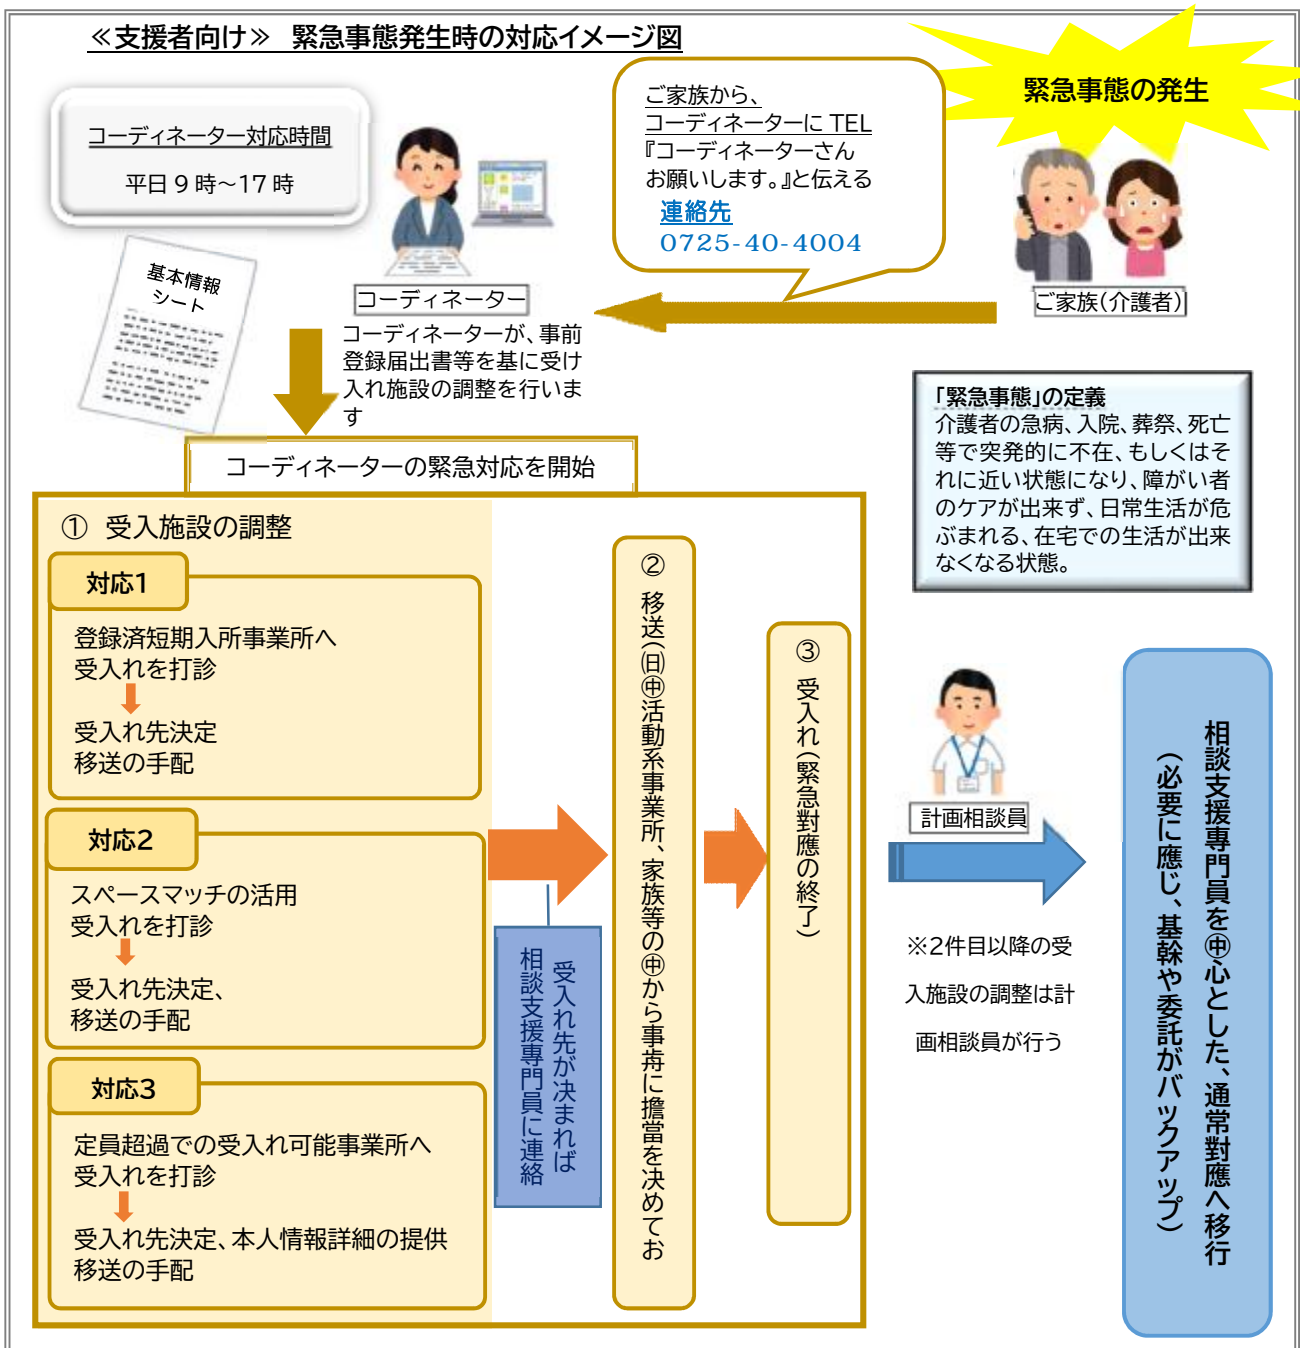 ≪支援者向け≫ 緊急事態発生時の対応イメージ図
緊急事態の発生
コーディネーター対応時間
平日9時～17時
ご家族から、
コーディネーターに TEL
『コーディネーターさん
お願いします。』と伝える
連絡先
0725-40-4004
基本情報
シート
コーディネーター
ご家族（介護者）
コーディネーターが、事前
登録届出書等を基に受け
入れ施設の調整を行いま
す
「緊急事態」の定義
介護者の急病、入院、葬祭、死亡
等で突発的に不在、もしくはそ
れに近い状態になり、障がい者
のケアが出来ず、日常生活が危
ぶまれる、在宅での生活が出来
なくなる状態。
コーディネーターの緊急対応を開始
① 受入施設の調整
対応1
登録済短期入所事業所へ
受入れを打診
受入れ先決定
移送の手配
対応2
スペースマッチの活用
受入れを打診
受入れ先決定、
移送の手配
対応3
定員超過での受入れ可能事業所へ
受入れを打診
受入れ先決定、本人情報詳細の提供
移送の手配
受入れ先が決まれば
相談支援専門員に連絡
② 移送（㊐㊥活動系事業所、家族等の㊥から事前に擔當を決めてお
③ 受入れ（緊急對應の終了）
計画相談員
※2件目以降の受
入施設の調整は計
画相談員が行う
相談支援専門員を㊥心とした、通常對應へ移行
（必要に應じ、基幹や委託がバックアップ）